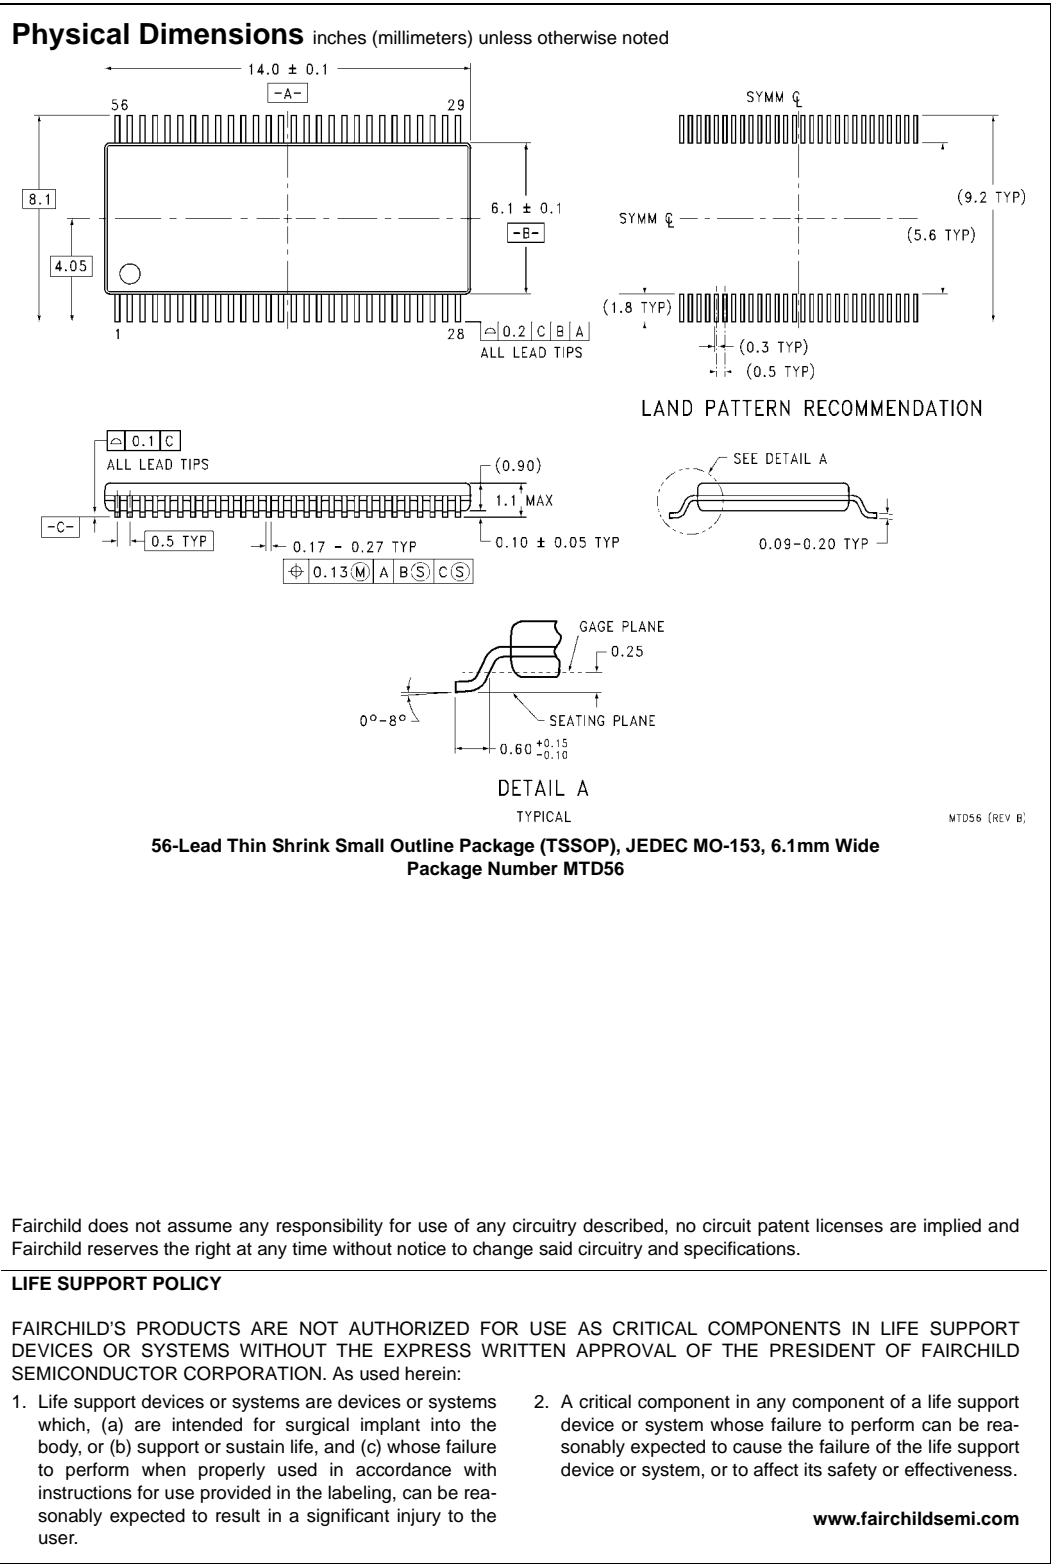 Physical Dimensions inches (millimeters) unless otherwise noted
14.0 ± 0.1
-A-
56
29
8.1
4.05
6.1 ± 0.1
-B-
1
28
⌓ 0.2 C B A
ALL LEAD TIPS
SYMM ℄
SYMM ℄
(9.2 TYP)
(5.6 TYP)
(1.8 TYP)
(0.3 TYP)
(0.5 TYP)
LAND PATTERN RECOMMENDATION
⌓ 0.1 C
ALL LEAD TIPS
(0.90)
1.1 MAX
-C-
0.5 TYP
0.17 - 0.27 TYP
0.10 ± 0.05 TYP
⌖ 0.13 Ⓜ A B Ⓢ C Ⓢ
SEE DETAIL A
0.09-0.20 TYP
GAGE PLANE
0.25
0°-8°
SEATING PLANE
0.60 +0.15
-0.10
DETAIL A
TYPICAL
MTD56 (REV B)
56-Lead Thin Shrink Small Outline Package (TSSOP), JEDEC MO-153, 6.1mm Wide
Package Number MTD56
Fairchild does not assume any responsibility for use of any circuitry described, no circuit patent licenses are implied and
Fairchild reserves the right at any time without notice to change said circuitry and specifications.
LIFE SUPPORT POLICY
FAIRCHILD'S PRODUCTS ARE NOT AUTHORIZED FOR USE AS CRITICAL COMPONENTS IN LIFE SUPPORT
DEVICES OR SYSTEMS WITHOUT THE EXPRESS WRITTEN APPROVAL OF THE PRESIDENT OF FAIRCHILD
SEMICONDUCTOR CORPORATION. As used herein:
1. Life support devices or systems are devices or systems
which, (a) are intended for surgical implant into the
body, or (b) support or sustain life, and (c) whose failure
to perform when properly used in accordance with
instructions for use provided in the labeling, can be rea-
sonably expected to result in a significant injury to the
user.
2. A critical component in any component of a life support
device or system whose failure to perform can be rea-
sonably expected to cause the failure of the life support
device or system, or to affect its safety or effectiveness.
www.fairchildsemi.com